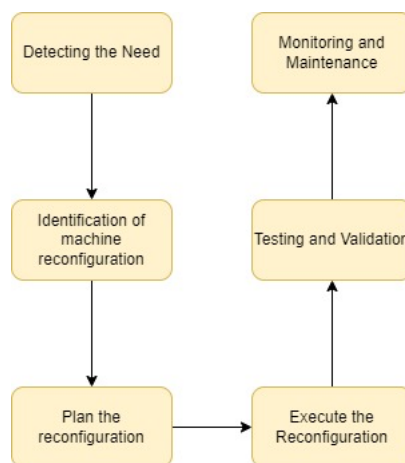 Detecting the Need
Identification of
machine
reconfiguration
Plan the
reconfiguration
Execute the
Reconfiguration
Testing and Validation
Monitoring and
Maintenance